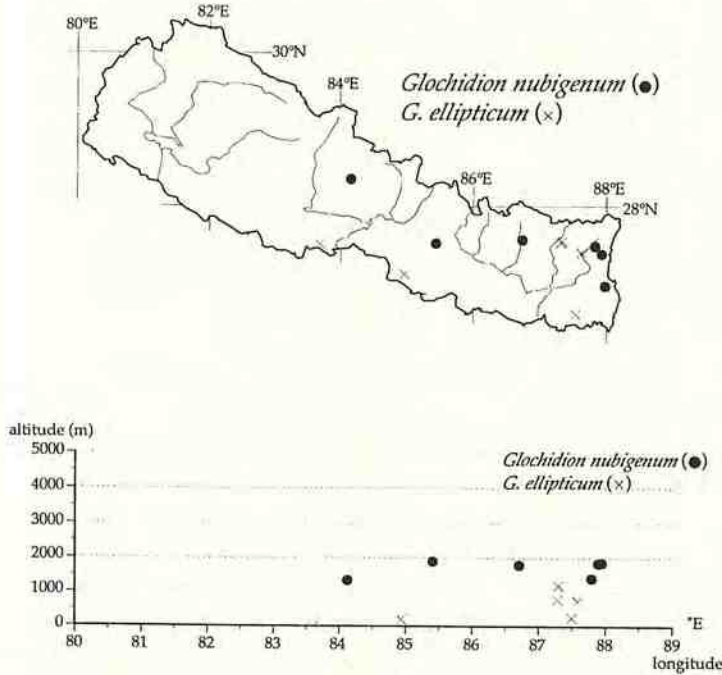 80°E
82°E
30°N
84°E
Glochidion nubigenum (●)
G. ellipticum (×)
86°E
88°E
28°N
altitude (m)
5000
4000
3000
2000
1000
0
Glochidion nubigenum (●)
G. ellipticum (×)
80 81 82 83 84 85 86 87 88 89
°E
longitude